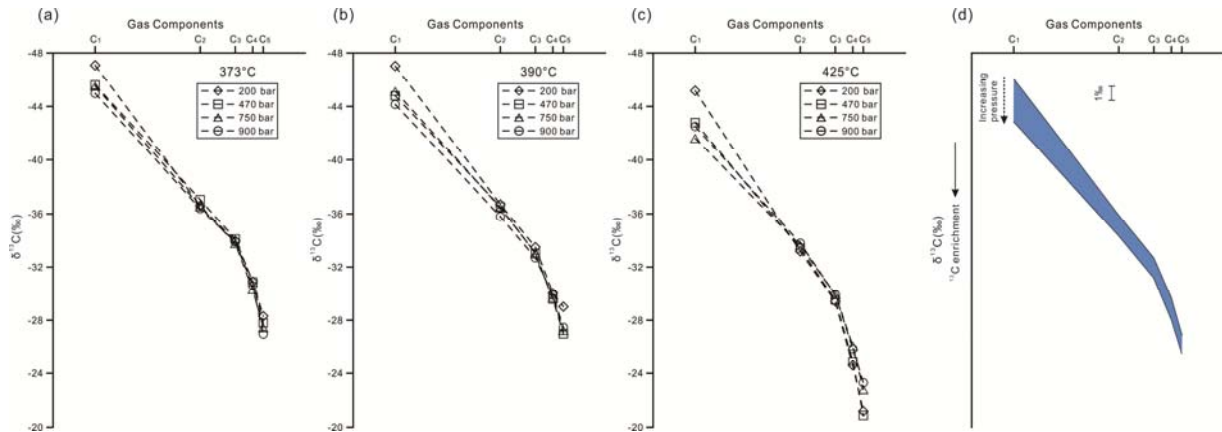 (a)
Gas Components
C₁ C₂ C₃ C₄ C₅
373°C
200 bar
470 bar
750 bar
900 bar
δ¹³C(‰)
-48
-44
-40
-36
-32
-28
-24
-20
(b)
Gas Components
C₁ C₂ C₃ C₄ C₅
390°C
200 bar
470 bar
750 bar
900 bar
δ¹³C(‰)
-48
-44
-40
-36
-32
-28
-24
-20
(c)
Gas Components
C₁ C₂ C₃ C₄ C₅
425°C
200 bar
470 bar
750 bar
900 bar
δ¹³C(‰)
-48
-44
-40
-36
-32
-28
-24
-20
(d)
Gas Components
C₁ C₂ C₃ C₄ C₅
Increasing
pressure
1‰
δ¹³C(‰)
¹³C enrichment